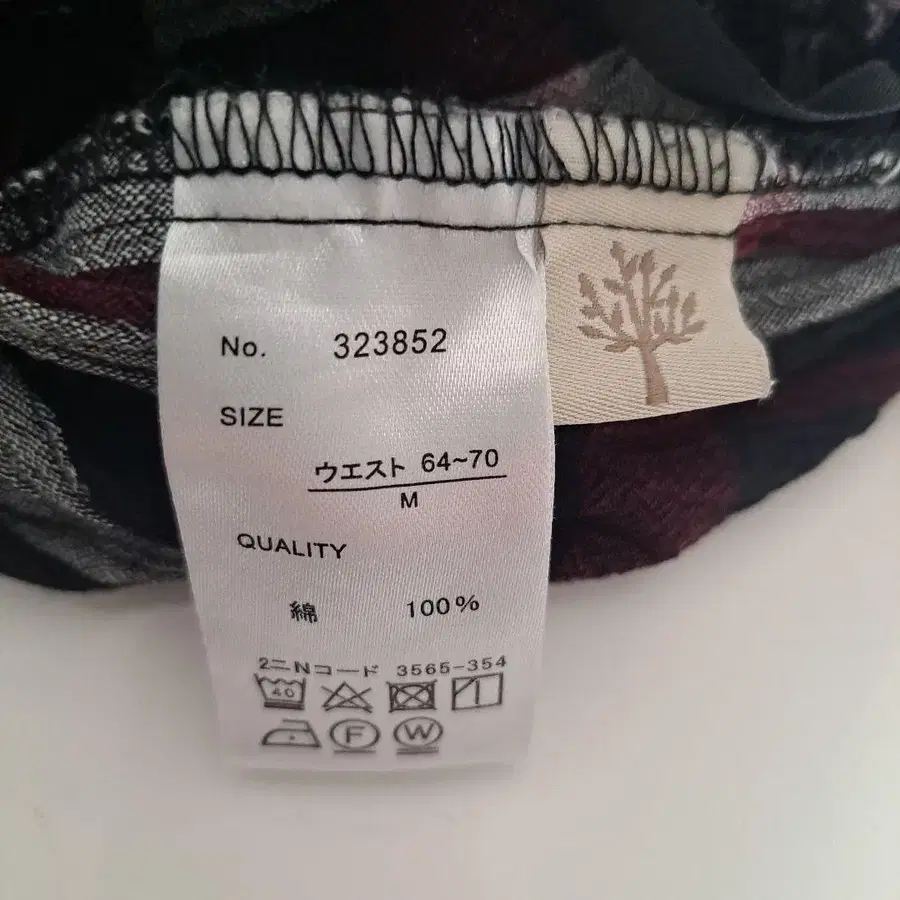 No. 323852
SIZE
ウエスト 64~70
M
QUALITY
綿 100%
2ニNコード 3565-354
40
F W